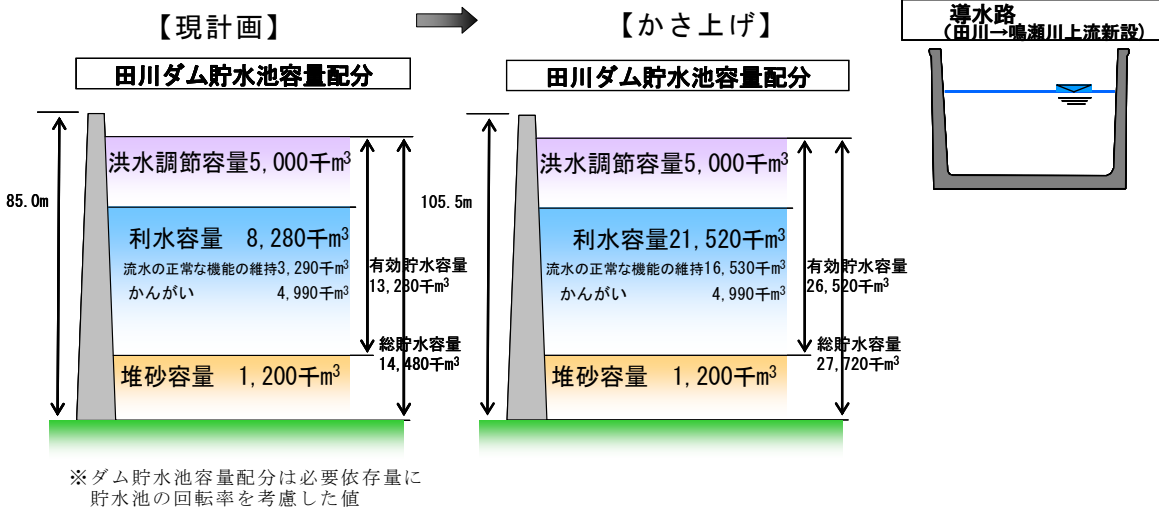 【現計画】
田川ダム貯水池容量配分
85.0m
洪水調節容量5,000千m³
利水容量 8,280千m³
流水の正常な機能の維持3,290千m³
かんがい 4,990千m³
堆砂容量 1,200千m³
有効貯水容量
13,280千m³
総貯水容量
14,480千m³
※ダム貯水池容量配分は必要依存量に
貯水池の回転率を考慮した値
【かさ上げ】
田川ダム貯水池容量配分
105.5m
洪水調節容量5,000千m³
利水容量21,520千m³
流水の正常な機能の維持16,530千m³
かんがい 4,990千m³
堆砂容量 1,200千m³
有効貯水容量
26,520千m³
総貯水容量
27,720千m³
導水路
(田川→鳴瀬川上流新設)